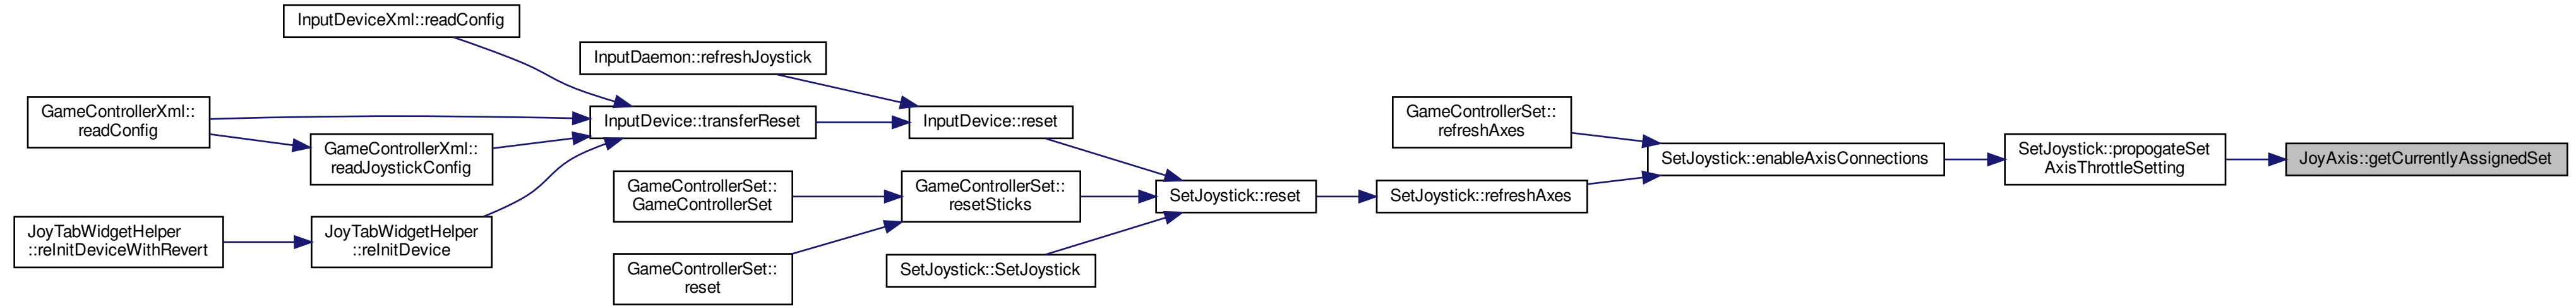 InputDeviceXml::readConfig
InputDaemon::refreshJoystick
GameControllerXml::
readConfig
InputDevice::transferReset
InputDevice::reset
GameControllerSet::
refreshAxes
GameControllerXml::
readJoystickConfig
SetJoystick::enableAxisConnections
SetJoystick::propogateSet
AxisThrottleSetting
JoyAxis::getCurrentlyAssignedSet
GameControllerSet::
GameControllerSet
GameControllerSet::
resetSticks
SetJoystick::reset
SetJoystick::refreshAxes
JoyTabWidgetHelper
::reInitDeviceWithRevert
JoyTabWidgetHelper
::reInitDevice
GameControllerSet::
reset
SetJoystick::SetJoystick